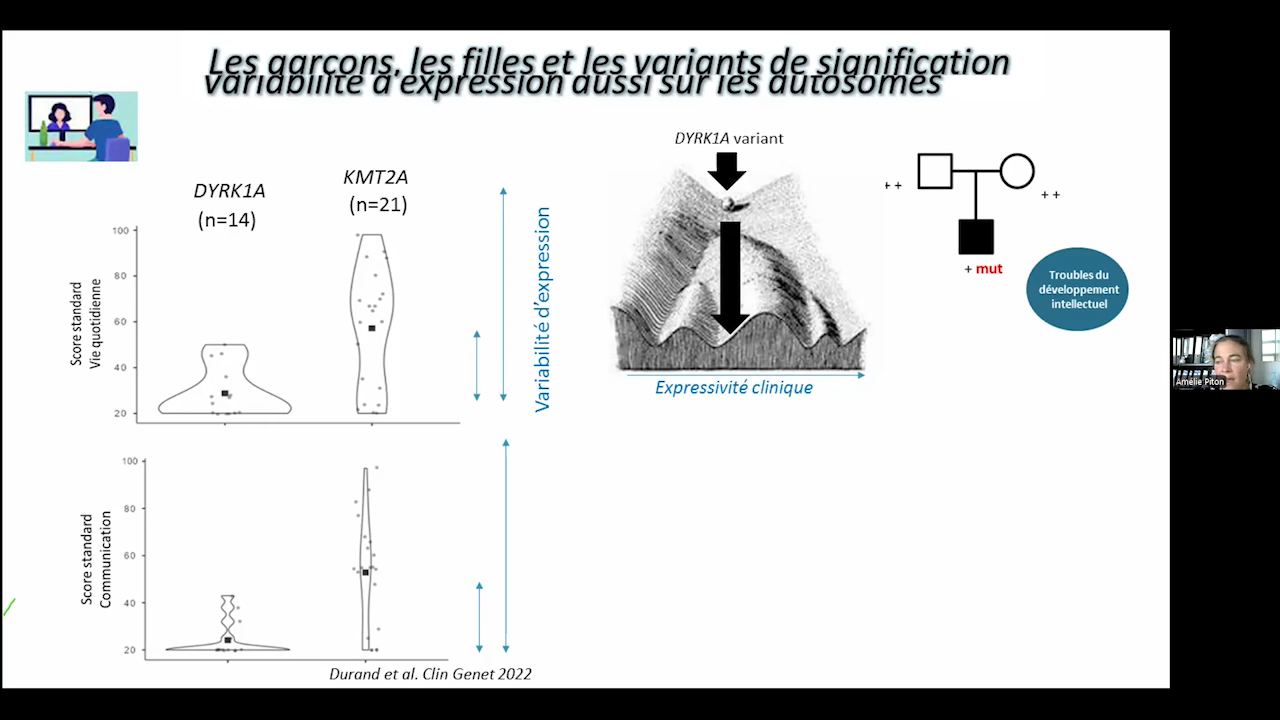 Les garçons, les filles et les variants de signification
variabilité d'expression aussi sur les autosomes
DYRK1A
(n=14)
KMT2A
(n=21)
Score standard
Vie quotidienne
100
80
60
40
20
Variabilité d'expression
DYRK1A variant
Expressivité clinique
++
++
+ mut
Troubles du
développement
intellectuel
Score standard
Communication
100
80
60
40
20
Durand et al. Clin Genet 2022
Amélie Piton